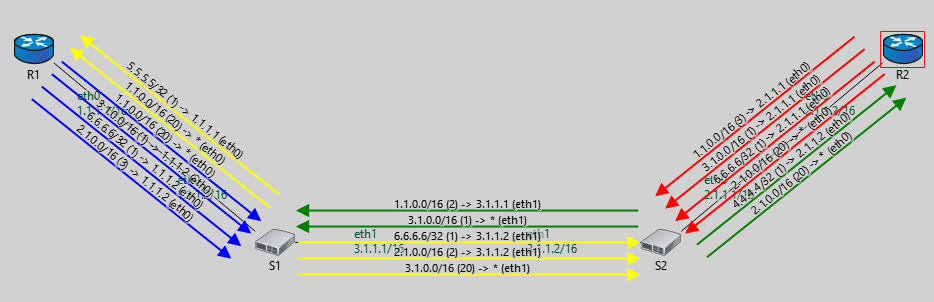 R1
R2
S1
S2
5.5.5.5/32 (1) -> 1.1.1.1 (eth0)
1.1.0.0/16 (20) -> * (eth0)
1.1.0.0/16 (20) -> * (eth0)
3.1.0.0/16 (1) -> 1.1.1.2 (eth0)
6.6.6.6/32 (1) -> 1.1.1.2 (eth0)
2.1.0.0/16 (3) -> 1.1.1.2 (eth0)
eth0
1.1.0.0/16 (3) -> 2.1.1.1 (eth0)
3.1.0.0/16 (1) -> 2.1.1.1 (eth0)
6.6.6.6/32 (1) -> 2.1.1.1 (eth0)
2.1.0.0/16 (20) -> * (eth0)
4.4.4.4/32 (1) -> 2.1.1.2 (eth0)
2.1.0.0/16 (20) -> * (eth0)
1.1.0.0/16 (2) -> 3.1.1.1 (eth1)
3.1.0.0/16 (1) -> * (eth1)
eth1
6.6.6.6/32 (1) -> 3.1.1.2 (eth1)
eth1
3.1.1.1/16
2.1.0.0/16 (2) -> 3.1.1.2 (eth1)
3.1.1.2/16
3.1.0.0/16 (20) -> * (eth1)